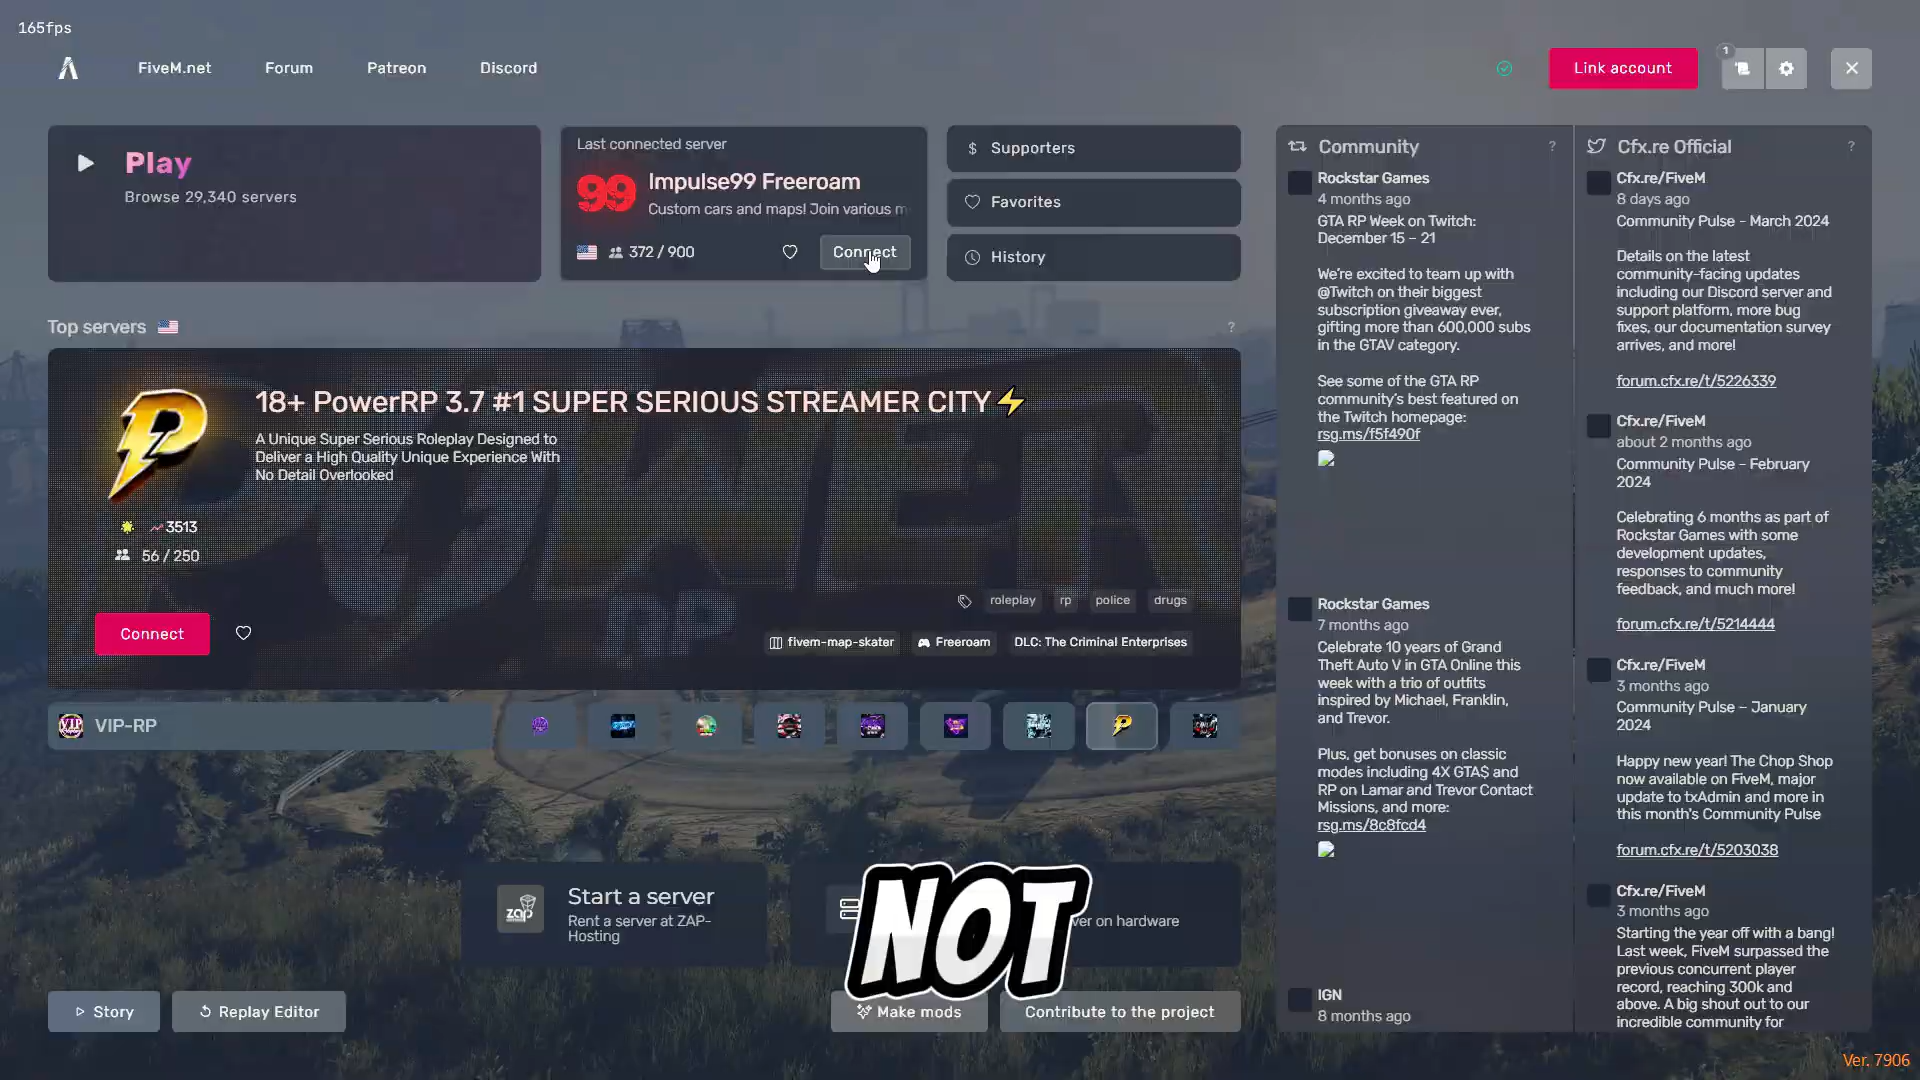 165fps
FiveM.net
Forum
Patreon
Discord
Link account
1
Play
Browse 29,340 servers
Last connected server
99
Impulse99 Freeroam
Custom cars and maps! Join various m
372 / 900
Connect
$ Supporters
Favorites
History
Top servers
?
18+ PowerRP 3.7 #1 SUPER SERIOUS STREAMER CITY⚡
A Unique Super Serious Roleplay Designed to
Deliver a High Quality Unique Experience With
No Detail Overlooked
3513
56 / 250
Connect
roleplay
rp
police
drugs
fivem-map-skater
Freeroam
DLC: The Criminal Enterprises
VIP-RP
zap
Start a server
Rent a server at ZAP-
Hosting
ver on hardware
NOT
Story
Replay Editor
Make mods
Contribute to the project
Community
?
Rockstar Games
4 months ago
GTA RP Week on Twitch:
December 15 – 21
We're excited to team up with
@Twitch on their biggest
subscription giveaway ever,
gifting more than 600,000 subs
in the GTAV category.
See some of the GTA RP
community's best featured on
the Twitch homepage:
rsg.ms/f5f490f
Rockstar Games
7 months ago
Celebrate 10 years of Grand
Theft Auto V in GTA Online this
week with a trio of outfits
inspired by Michael, Franklin,
and Trevor.
Plus, get bonuses on classic
modes including 4X GTA$ and
RP on Lamar and Trevor Contact
Missions, and more:
rsg.ms/8c8fcd4
IGN
8 months ago
Cfx.re Official
?
Cfx.re/FiveM
8 days ago
Community Pulse - March 2024
Details on the latest
community-facing updates
including our Discord server and
support platform, more bug
fixes, our documentation survey
arrives, and more!
forum.cfx.re/t/5226339
Cfx.re/FiveM
about 2 months ago
Community Pulse – February
2024
Celebrating 6 months as part of
Rockstar Games with some
development updates,
responses to community
feedback, and much more!
forum.cfx.re/t/5214444
Cfx.re/FiveM
3 months ago
Community Pulse – January
2024
Happy new year! The Chop Shop
now available on FiveM, major
update to txAdmin and more in
this month's Community Pulse
forum.cfx.re/t/5203038
Cfx.re/FiveM
3 months ago
Starting the year off with a bang!
Last week, FiveM surpassed the
previous concurrent player
record, reaching 300k and
above. A big shout out to our
incredible community for
Ver. 7906